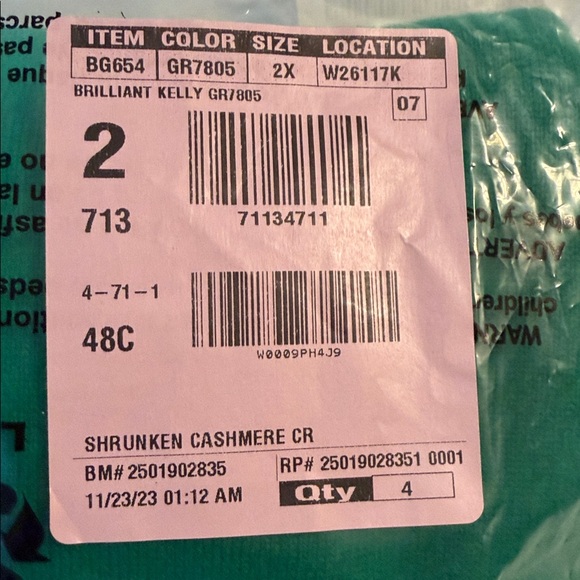 ITEM COLOR SIZE LOCATION
BG654 GR7805 2X W26117K
BRILLIANT KELLY GR7805
07
2
713
71134711
4-71-1
48C
W0009PH4J9
SHRUNKEN CASHMERE CR
BM# 2501902835 RP# 25019028351 0001
11/23/23 01:12 AM Qty 4